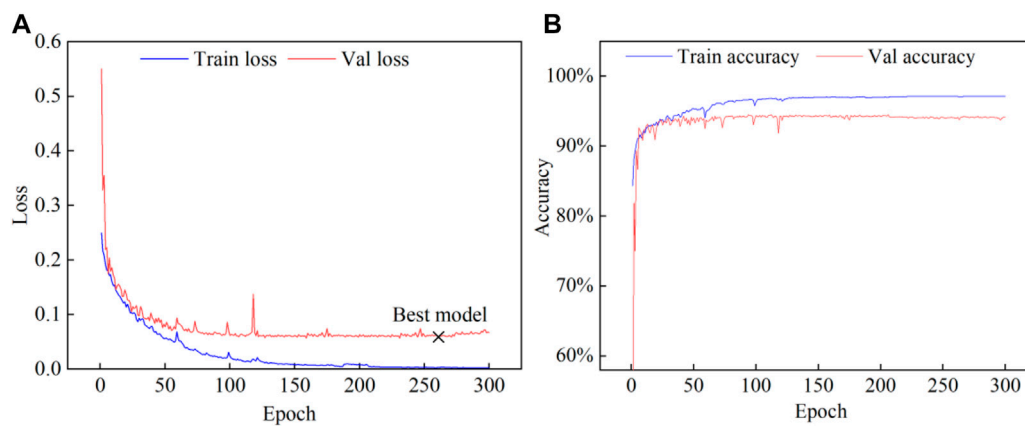 A
0.6
0.5
0.4
0.3
0.2
0.1
0.0
Loss
Train loss
Val loss
Best model
0
50
100
150
200
250
300
Epoch
B
100%
90%
80%
70%
60%
Accuracy
Train accuracy
Val accuracy
0
50
100
150
200
250
300
Epoch